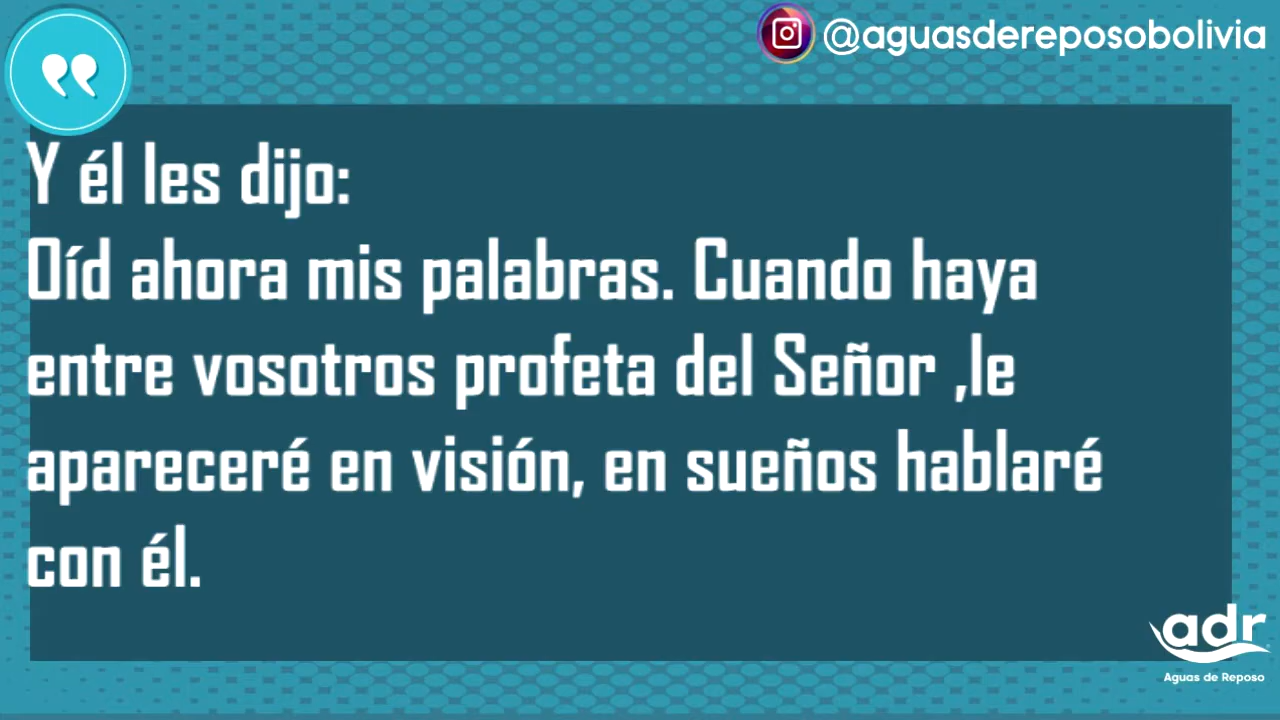 @aguasdereposobolivia
Y él les dijo:
Oíd ahora mis palabras. Cuando haya
entre vosotros profeta del Señor ,le
apareceré en visión, en sueños hablaré
con él.
adr
Aguas de Reposo